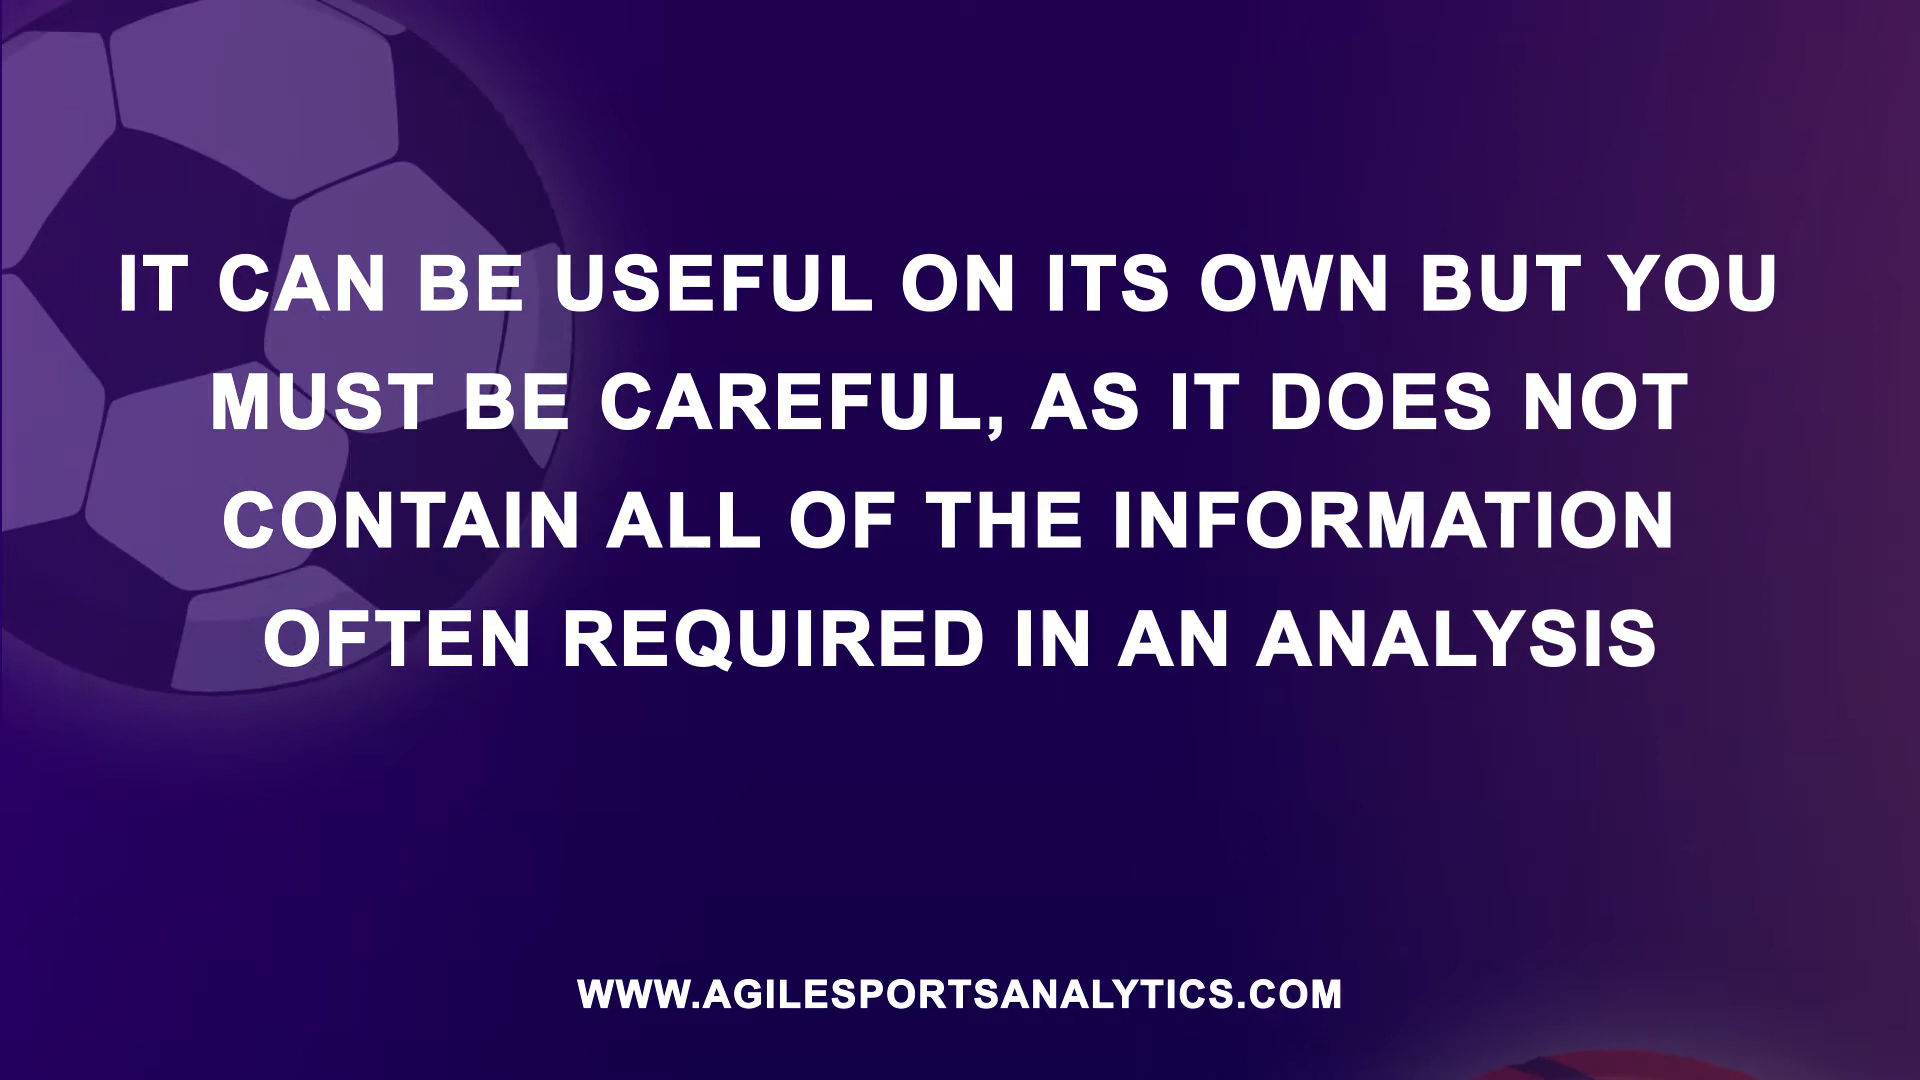 IT CAN BE USEFUL ON ITS OWN BUT YOU
MUST BE CAREFUL, AS IT DOES NOT
CONTAIN ALL OF THE INFORMATION
OFTEN REQUIRED IN AN ANALYSIS
WWW.AGILESPORTSANALYTICS.COM